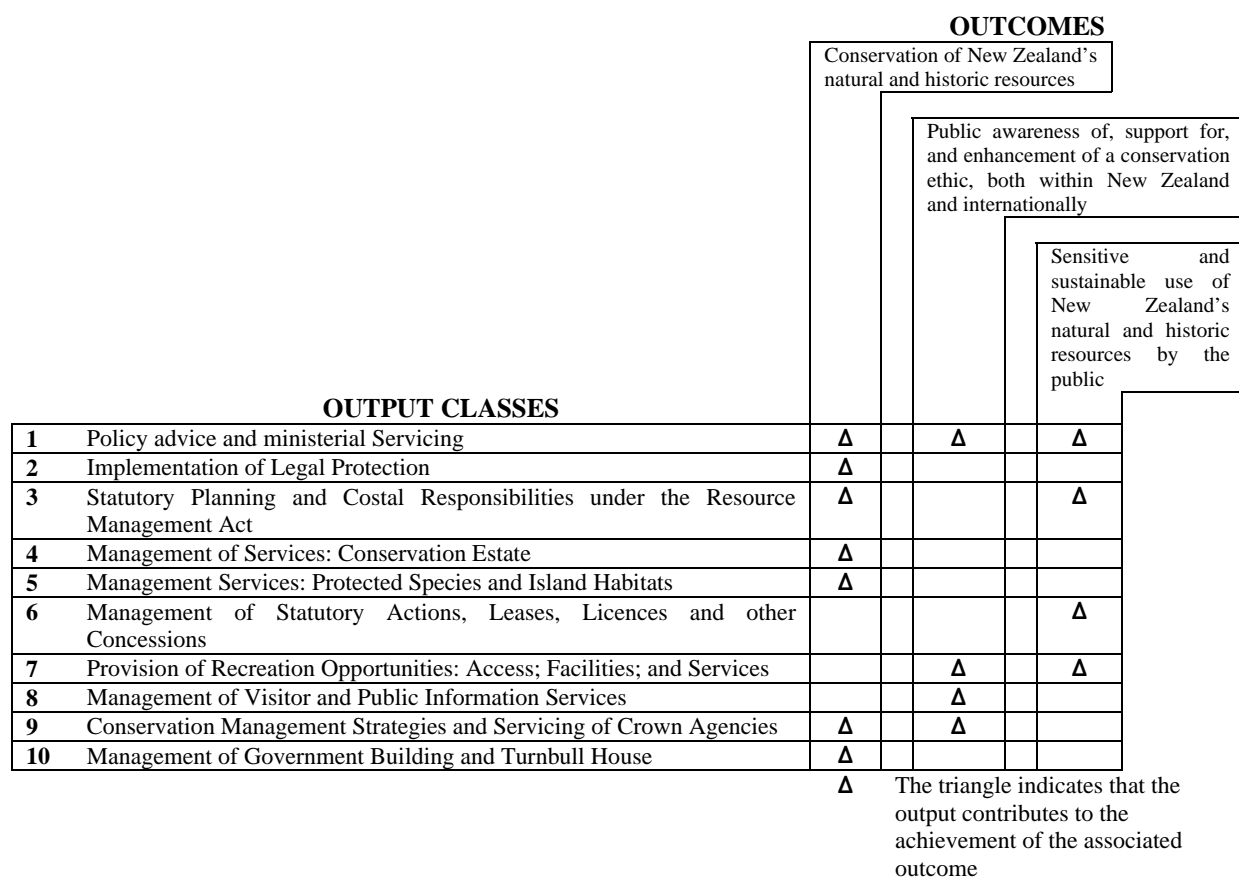 OUTCOMES
Conservation of New Zealand’s
natural and historic resources
Public awareness of, support for,
and enhancement of a conservation
ethic, both within New Zealand
and internationally
Sensitive and
sustainable use of
New Zealand’s
natural and historic
resources by the
public
OUTPUT CLASSES
1 Policy advice and ministerial Servicing Δ Δ Δ
2 Implementation of Legal Protection Δ
3 Statutory Planning and Costal Responsibilities under the Resource Δ Δ
Management Act
4 Management of Services: Conservation Estate Δ
5 Management Services: Protected Species and Island Habitats Δ
6 Management of Statutory Actions, Leases, Licences and other Δ
Concessions
7 Provision of Recreation Opportunities: Access; Facilities; and Services Δ Δ
8 Management of Visitor and Public Information Services Δ
9 Conservation Management Strategies and Servicing of Crown Agencies Δ Δ
10 Management of Government Building and Turnbull House Δ
Δ The triangle indicates that the
output contributes to the
achievement of the associated
outcome